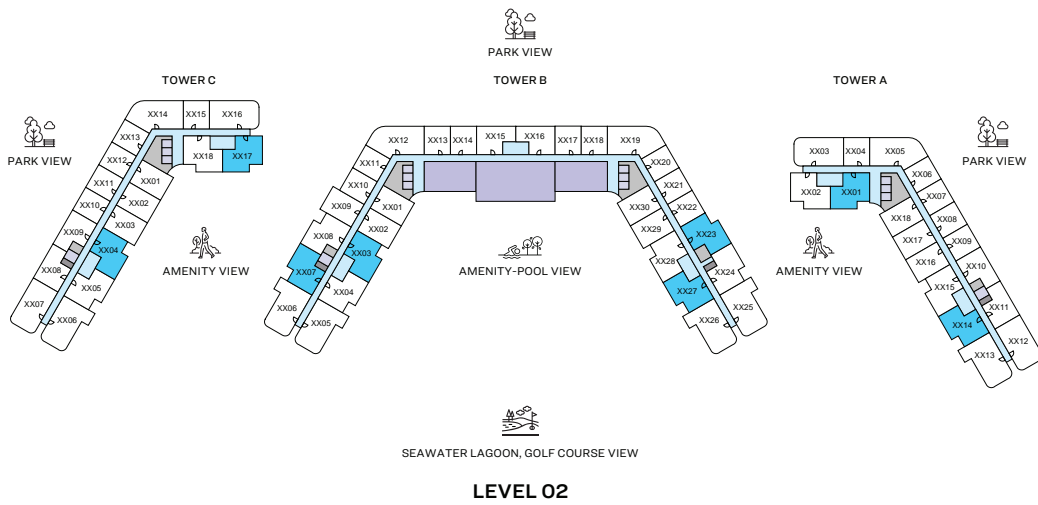 PARK VIEW
TOWER C
TOWER B
TOWER A
PARK VIEW
PARK VIEW
XX14
XX15
XX16
XX13
XX12
XX11
XX10
XX09
XX08
XX07
XX06
XX05
XX04
XX03
XX02
XX01
XX18
XX17
AMENITY VIEW
XX12
XX13
XX14
XX15
XX16
XX17
XX18
XX19
XX11
XX10
XX09
XX08
XX07
XX06
XX05
XX04
XX03
XX02
XX01
XX20
XX21
XX22
XX23
XX24
XX25
XX26
XX27
XX28
XX29
XX30
AMENITY-POOL VIEW
XX03
XX04
XX05
XX02
XX01
XX06
XX07
XX08
XX09
XX10
XX11
XX12
XX13
XX14
XX15
XX16
XX17
XX18
AMENITY VIEW
SEAWATER LAGOON, GOLF COURSE VIEW
LEVEL 02